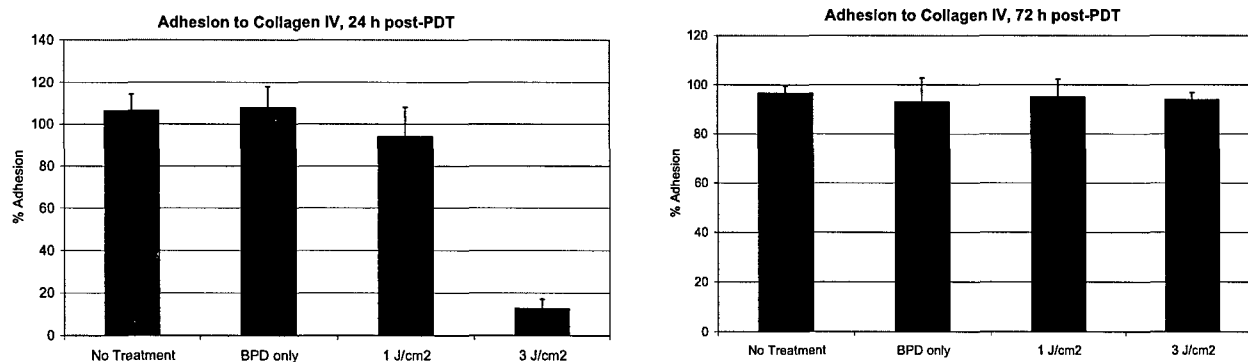 Adhesion to Collagen IV, 24 h post-PDT
% Adhesion
140
120
100
80
60
40
20
0
No Treatment
BPD only
1 J/cm2
3 J/cm2
Adhesion to Collagen IV, 72 h post-PDT
% Adhesion
120
100
80
60
40
20
0
No Treatment
BPD only
1 J/cm2
3 J/cm2